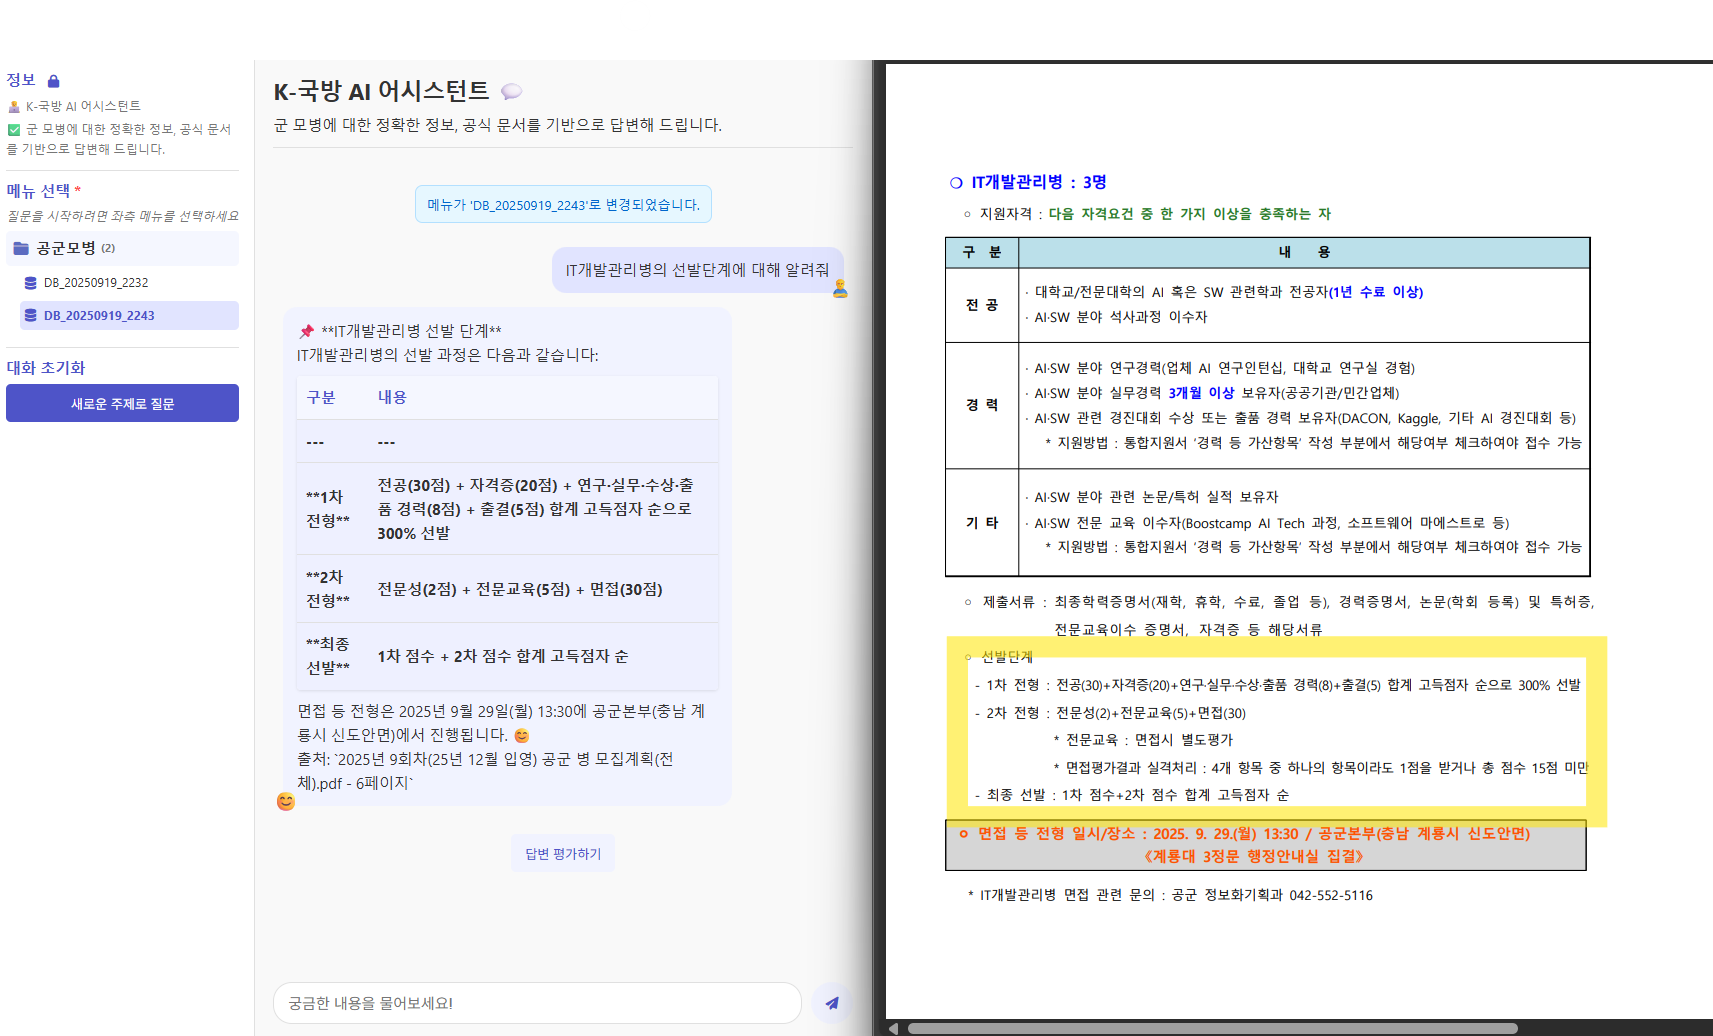 정보
K-국방 AI 어시스턴트
군 모병에 대한 정확한 정보, 공식 문서
를 기반으로 답변해 드립니다.
메뉴 선택 *
질문을 시작하려면 좌측 메뉴를 선택하세요
공군모병 (2)
DB_20250919_2232
DB_20250919_2243
대화 초기화
새로운 주제로 질문
K-국방 AI 어시스턴트
군 모병에 대한 정확한 정보, 공식 문서를 기반으로 답변해 드립니다.
메뉴가 'DB_20250919_2243'로 변경되었습니다.
IT개발관리병의 선발단계에 대해 알려줘
**IT개발관리병 선발 단계**
IT개발관리병의 선발 과정은 다음과 같습니다:
구분 내용
--- ---
**1차
전형**
전공(30점) + 자격증(20점) + 연구·실무·수상·출
품 경력(8점) + 출결(5점) 합계 고득점자 순으로
300% 선발
**2차
전형**
전문성(2점) + 전문교육(5점) + 면접(30점)
**최종
선발**
1차 점수 + 2차 점수 합계 고득점자 순
면접 등 전형은 2025년 9월 29일(월) 13:30에 공군본부(충남 계
룡시 신도안면)에서 진행됩니다.
출처: `2025년 9회차(25년 12월 입영) 공군 병 모집계획(전
체).pdf - 6페이지`
답변 평가하기
궁금한 내용을 물어보세요!
❍ IT개발관리병 : 3명
◦ 지원자격 : 다음 자격요건 중 한 가지 이상을 충족하는 자
구 분 내 용
전 공
· 대학교/전문대학의 AI 혹은 SW 관련학과 전공자(1년 수료 이상)
· AI·SW 분야 석사과정 이수자
경 력
· AI·SW 분야 연구경력(업체 AI 연구인턴십, 대학교 연구실 경험)
· AI·SW 분야 실무경력 3개월 이상 보유자(공공기관/민간업체)
· AI·SW 관련 경진대회 수상 또는 출품 경력 보유자(DACON, Kaggle, 기타 AI 경진대회 등)
* 지원방법 : 통합지원서 '경력 등 가산항목' 작성 부분에서 해당여부 체크하여야 접수 가능
기 타
· AI·SW 분야 관련 논문/특허 실적 보유자
· AI·SW 전문 교육 이수자(Boostcamp AI Tech 과정, 소프트웨어 마에스트로 등)
* 지원방법 : 통합지원서 '경력 등 가산항목' 작성 부분에서 해당여부 체크하여야 접수 가능
◦ 제출서류 : 최종학력증명서(재학, 휴학, 수료, 졸업 등), 경력증명서, 논문(학회 등록) 및 특허증,
전문교육이수 증명서, 자격증 등 해당서류
◦ 선발단계
- 1차 전형 : 전공(30)+자격증(20)+연구·실무·수상·출품 경력(8)+출결(5) 합계 고득점자 순으로 300% 선발
- 2차 전형 : 전문성(2)+전문교육(5)+면접(30)
* 전문교육 : 면접시 별도평가
* 면접평가결과 실격처리 : 4개 항목 중 하나의 항목이라도 1점을 받거나 총 점수 15점 미만
- 최종 선발 : 1차 점수+2차 점수 합계 고득점자 순
ㅇ 면접 등 전형 일시/장소 : 2025. 9. 29.(월) 13:30 / 공군본부(충남 계룡시 신도안면)
《계룡대 3정문 행정안내실 집결》
* IT개발관리병 면접 관련 문의 : 공군 정보화기획과 042-552-5116